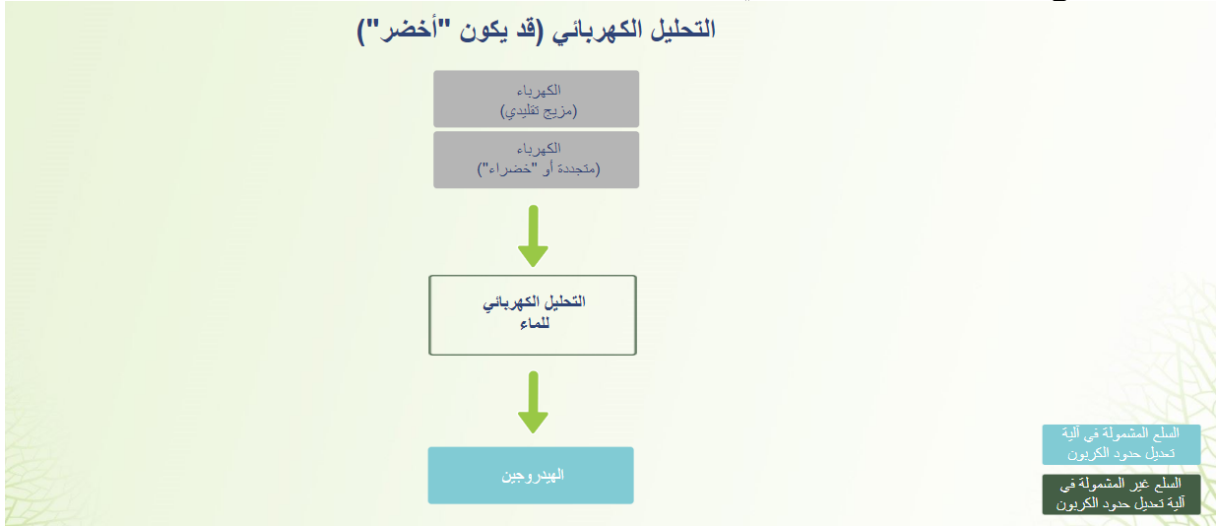 التحليل الكهربائي (قد يكون "أخضر")
الكهرباء
(مزيج تقليدي)
الكهرباء
(متجددة أو "خضراء")
التحليل الكهربائي
للماء
الهيدروجين
السلع المشمولة في آلية
تعديل حدود الكربون
السلع غير المشمولة في
آلية تعديل حدود الكربون